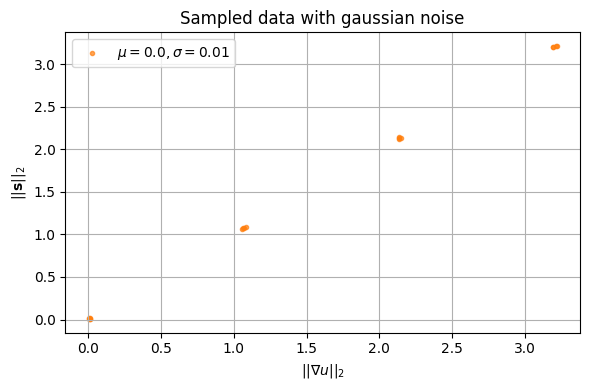 Sampled data with gaussian noise
μ = 0.0, σ = 0.01
||s||₂
3.0
2.5
2.0
1.5
1.0
0.5
0.0
0.0 0.5 1.0 1.5 2.0 2.5 3.0
||∇u||₂